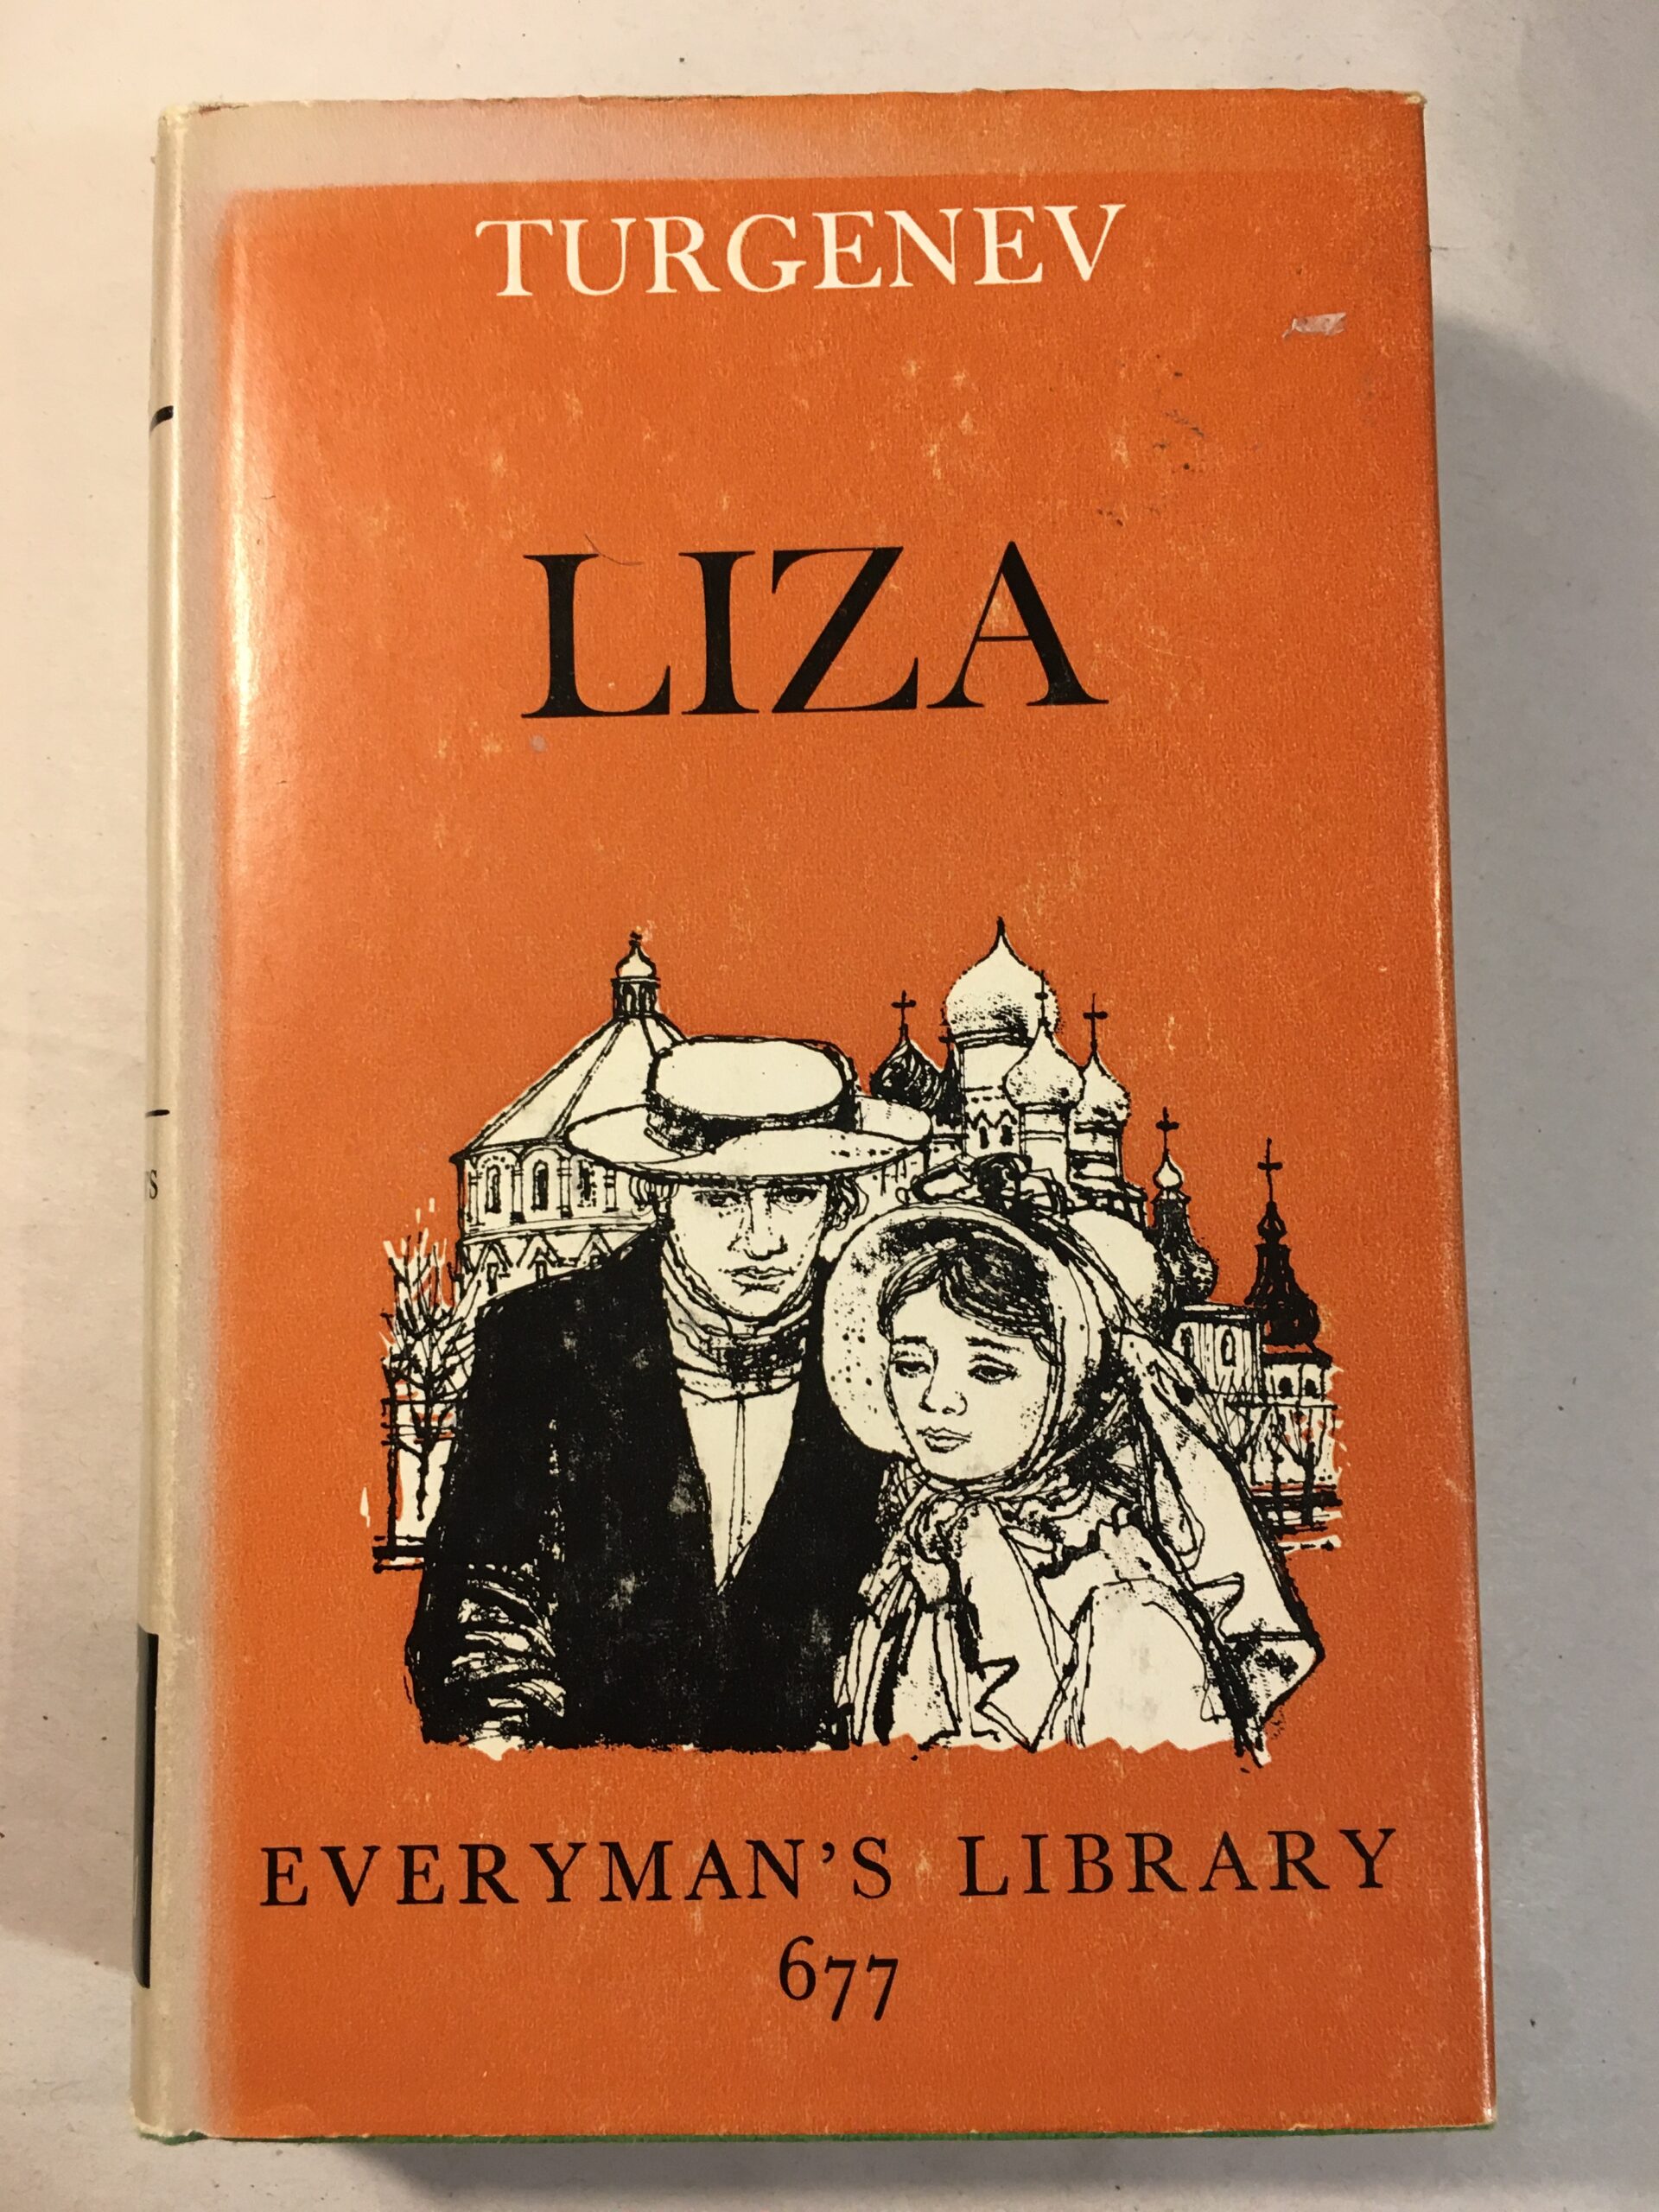 TURGENEV
LIZA
EVERYMAN'S LIBRARY
677